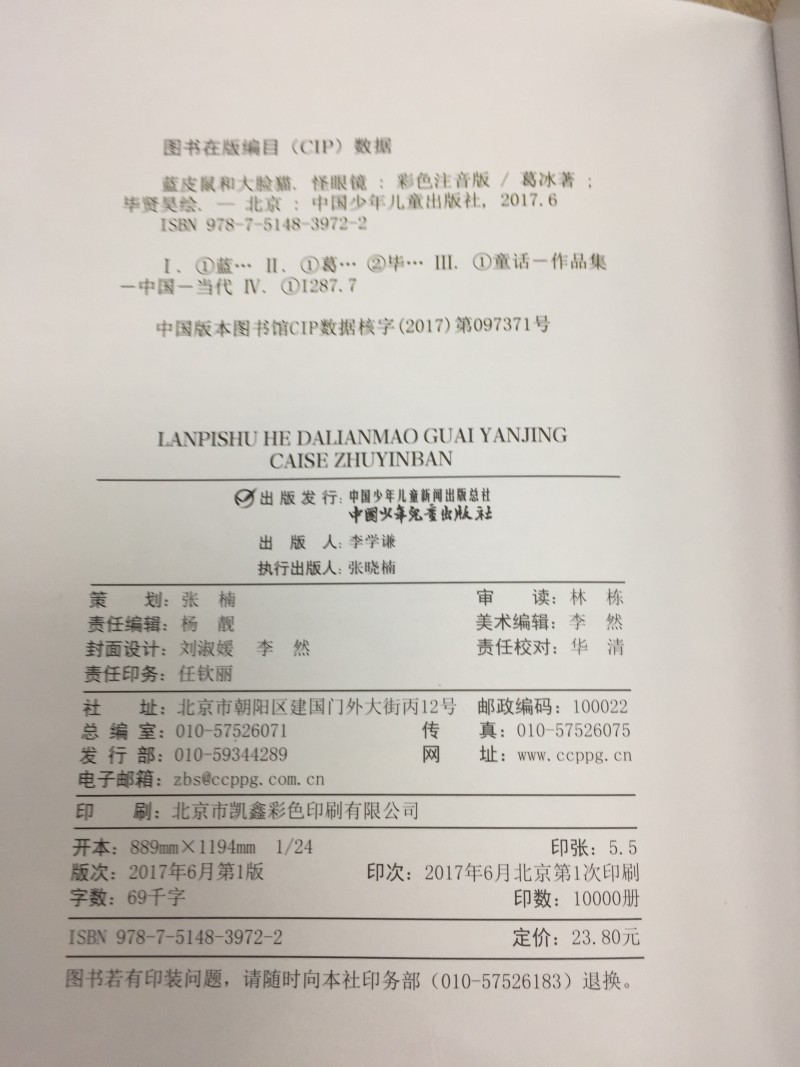 图书在版编目（CIP）数据
蓝皮鼠和大脸猫. 怪眼镜 : 彩色注音版 / 葛冰著 ;
毕贤昊绘. — 北京 : 中国少年儿童出版社, 2017.6
ISBN 978-7-5148-3972-2
Ⅰ. ①蓝… Ⅱ. ①葛… ②毕… Ⅲ. ①童话－作品集
－中国－当代 Ⅳ. ①I287.7
中国版本图书馆CIP数据核字(2017)第097371号
LANPISHU HE DALIANMAO GUAI YANJING
CAISE ZHUYINBAN
出版发行：中国少年儿童新闻出版总社
中國少年兒童出版社
出 版 人：李学谦
执行出版人：张晓楠
策 划：张 楠 审 读：林 栋
责任编辑：杨 靓 美术编辑：李 然
封面设计：刘淑媛 李 然 责任校对：华 清
责任印务：任钦丽
社 址：北京市朝阳区建国门外大街丙12号 邮政编码：100022
总 编 室：010-57526071 传 真：010-57526075
发 行 部：010-59344289 网 址：www.ccppg.cn
电子邮箱：zbs@ccppg.com.cn
印 刷：北京市凯鑫彩色印刷有限公司
开本：889mm×1194mm 1/24 印张：5.5
版次：2017年6月第1版 印次：2017年6月北京第1次印刷
字数：69千字 印数：10000册
ISBN 978-7-5148-3972-2 定价：23.80元
图书若有印装问题，请随时向本社印务部（010-57526183）退换。